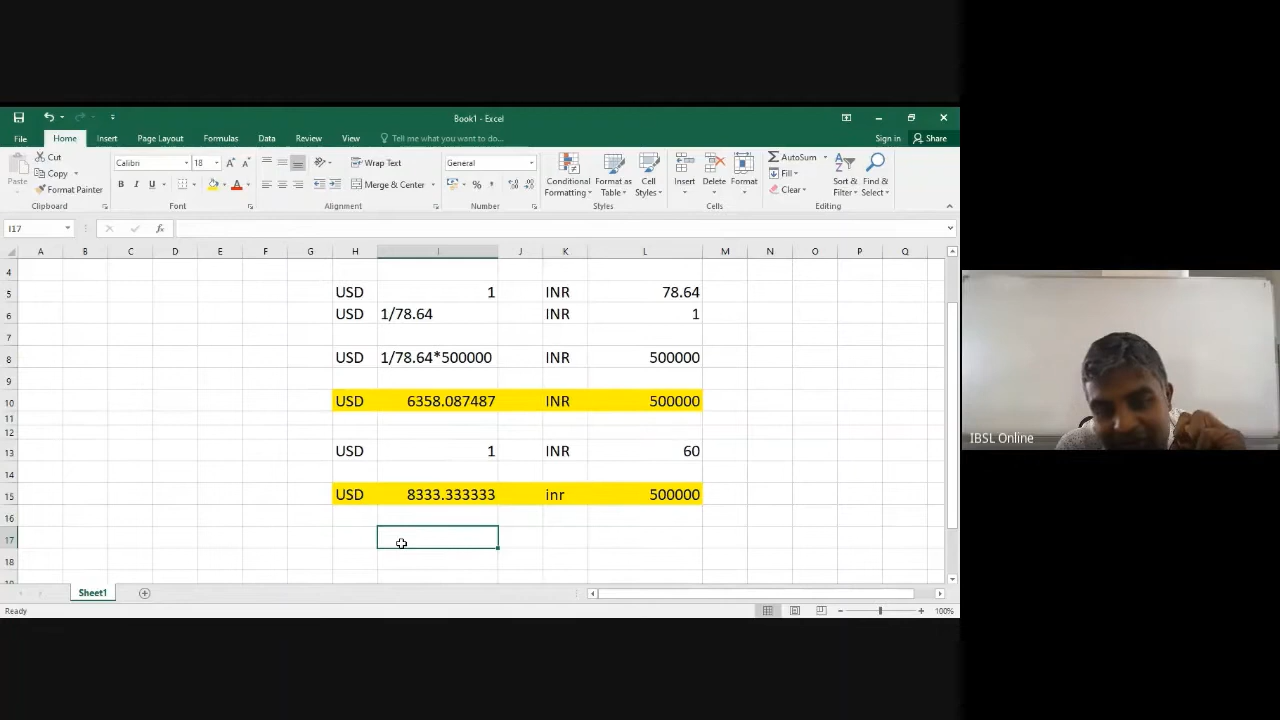 Book1 - Excel
File Home Insert Page Layout Formulas Data Review View Tell me what you want to do... Sign in Share
Cut
Copy
Format Painter
Paste
Calibri 18 A A
B I U A
Wrap Text
Merge & Center
General
% ,
Conditional Formatting
Format as Table
Cell Styles
Insert Delete Format
AutoSum
Fill
Clear
Sort & Filter
Find & Select
Clipboard Font Alignment Number Styles Cells Editing
I17 fx
A B C D E F G H I J K L M N O P Q
4
5 USD 1 INR 78.64
6 USD 1/78.64 INR 1
7
8 USD 1/78.64*500000 INR 500000
9
10 USD 6358.087487 INR 500000
11
12
13 USD 1 INR 60
14
15 USD 8333.333333 inr 500000
16
17
18
19
Sheet1
Ready 100%
IBSL Online